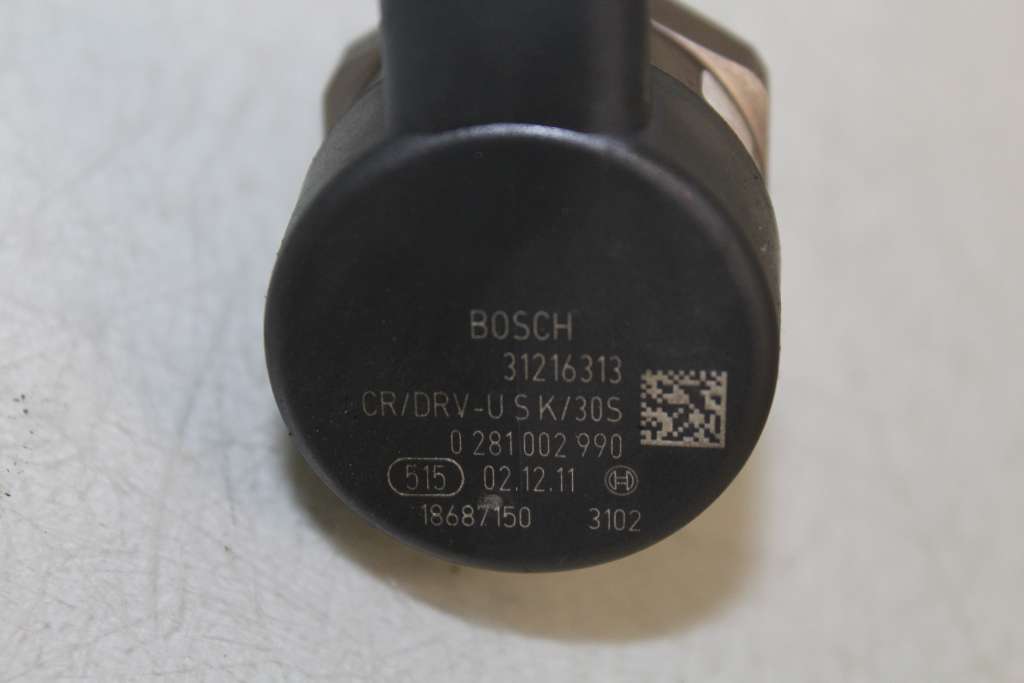 BOSCH
31216313
CR/DRV-U S K/30S
0 281 002 990
515 02.12.11
18687150 3102